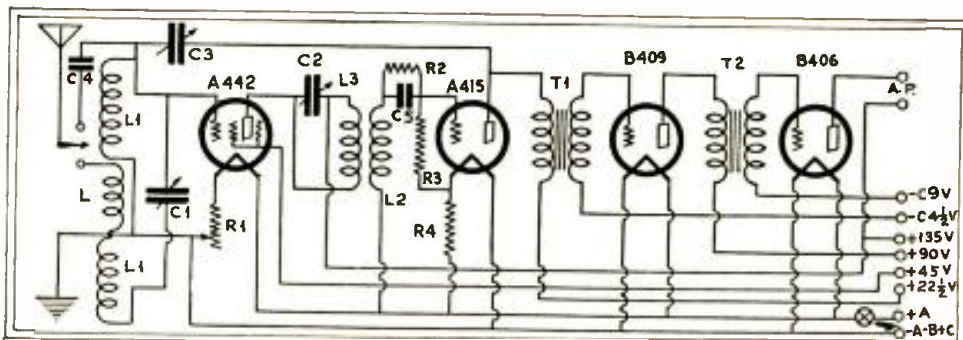 C4
C3
L1
A442
C2
L3
R2
A415
T1
B409
T2
B406
A.P.
C5
L
C1
R1
L2
R3
R4
L1
-C9V
-C4½V
+135V
+90V
+45V
+22½V
+A
-A-B+C